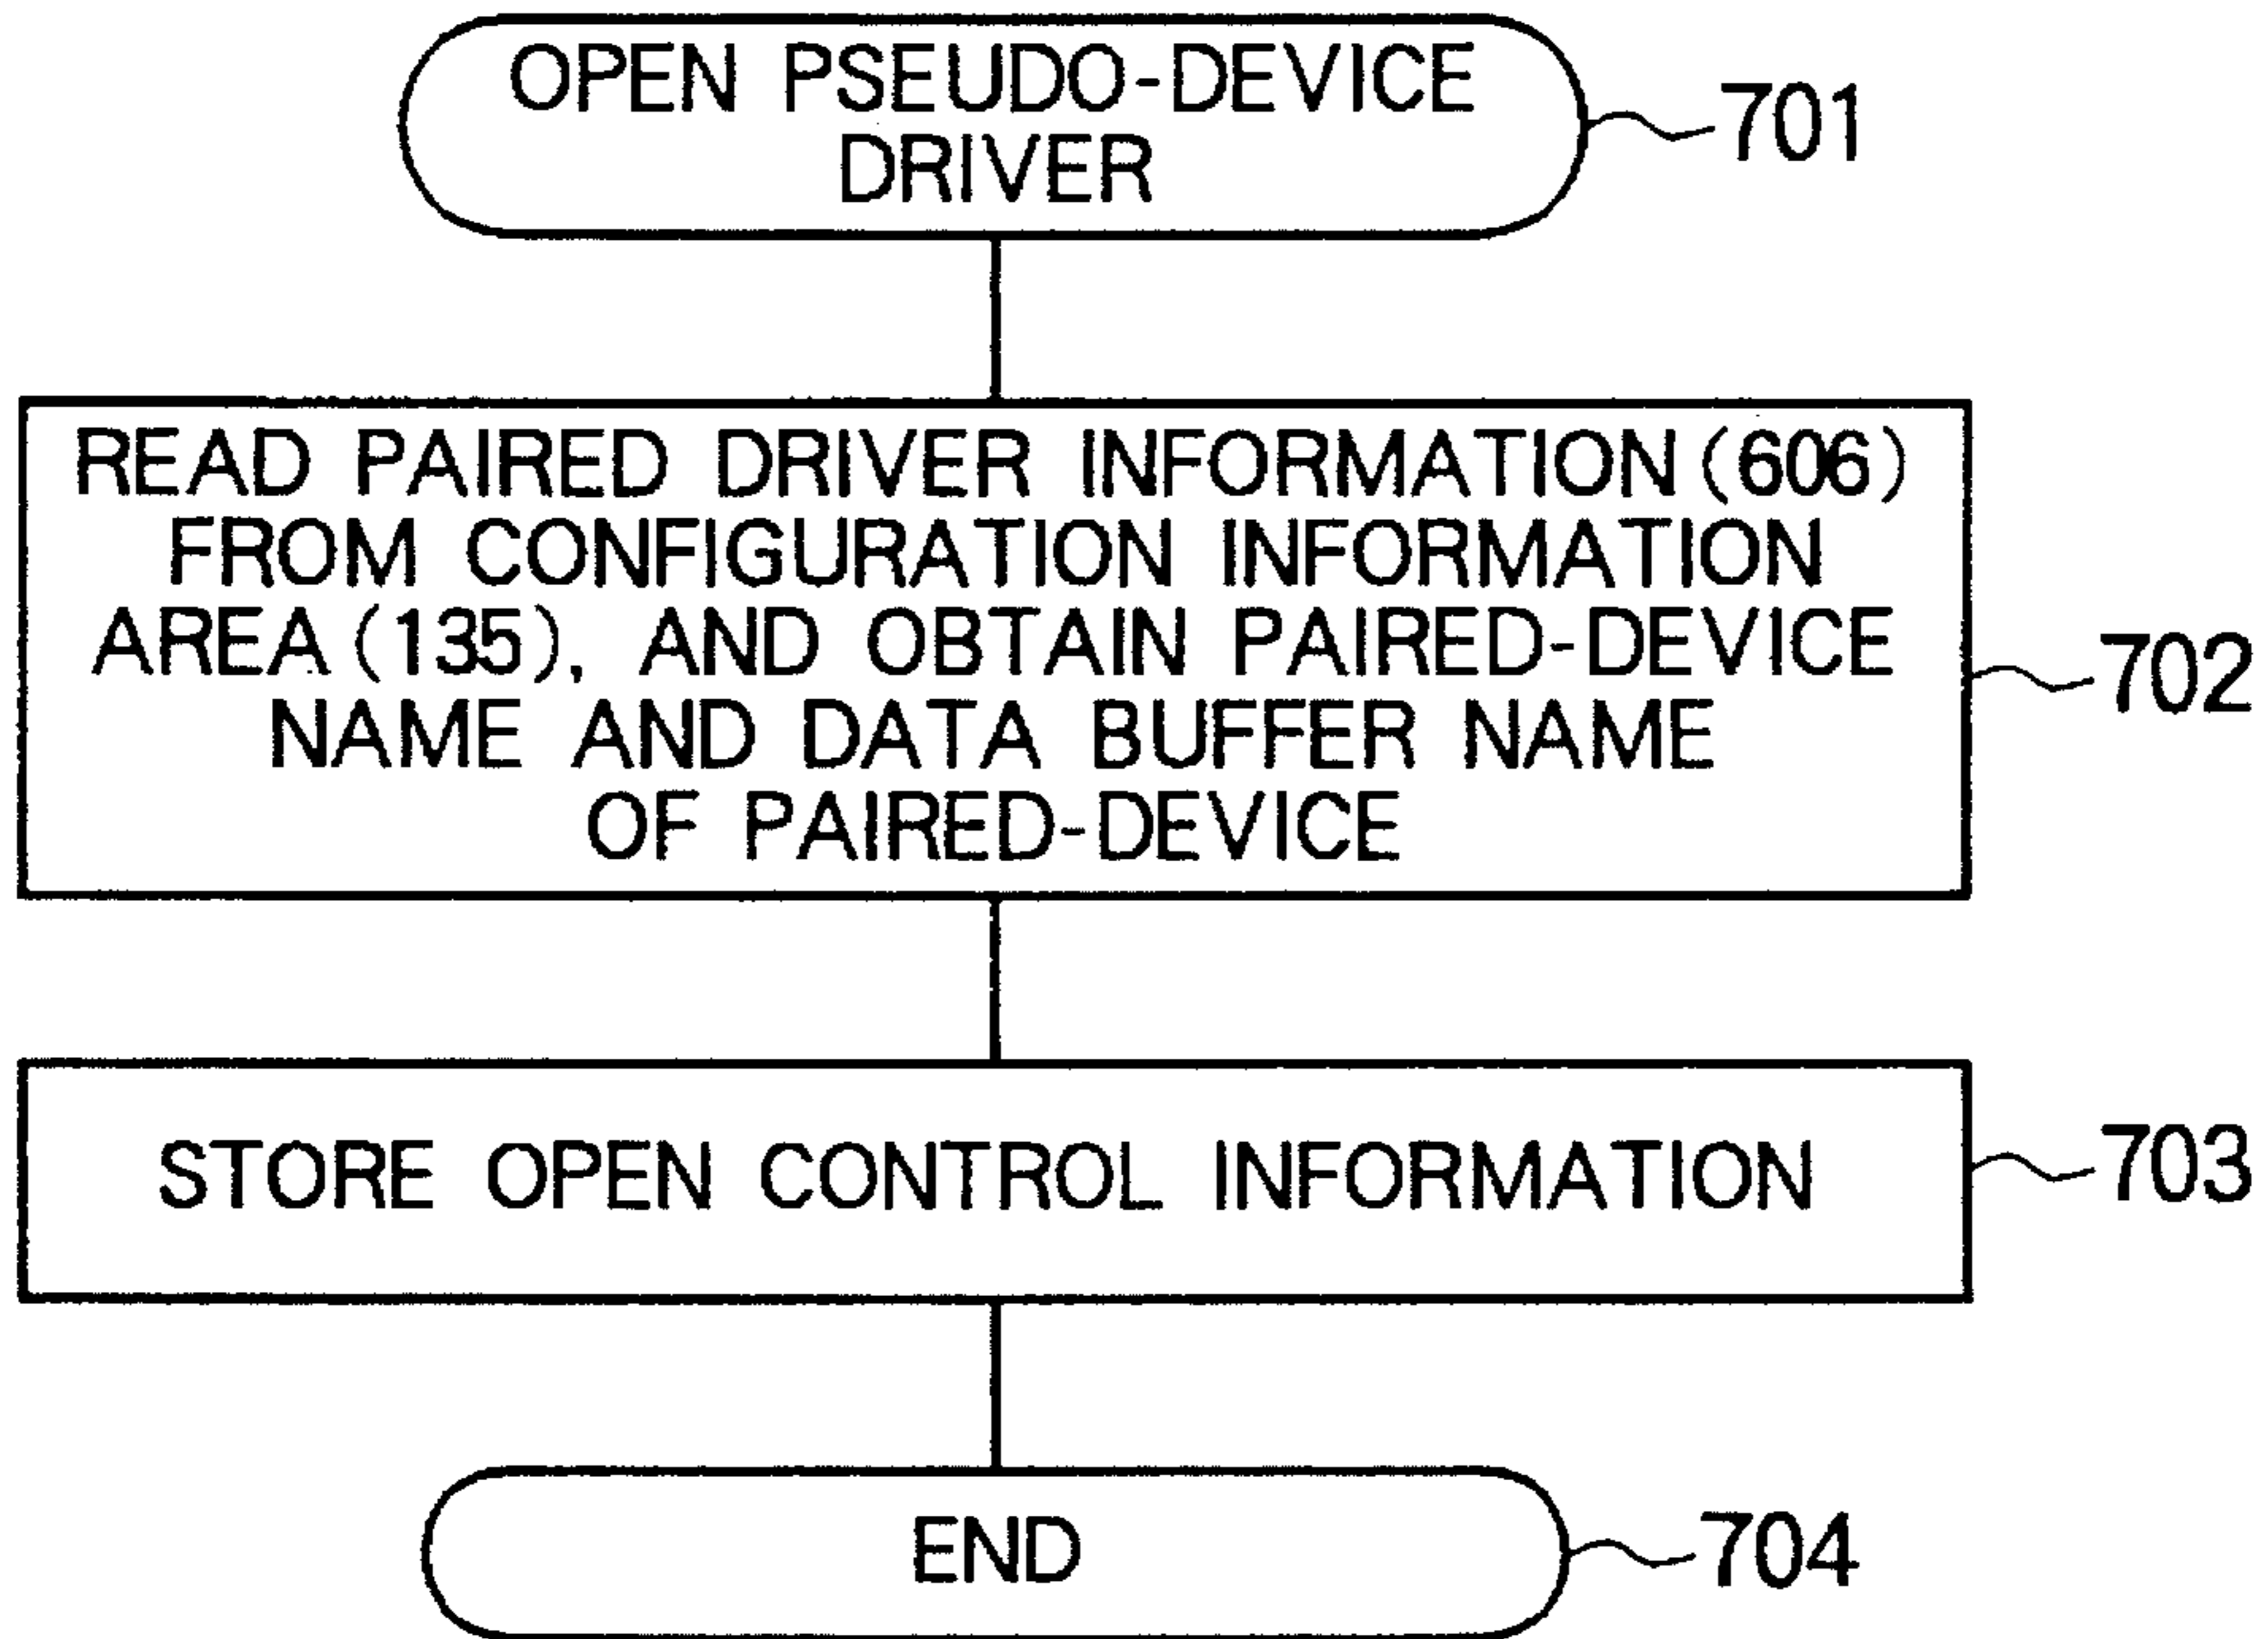 OPEN PSEUDO-DEVICE
DRIVER
701
READ PAIRED DRIVER INFORMATION (606)
FROM CONFIGURATION INFORMATION
AREA (135), AND OBTAIN PAIRED-DEVICE
NAME AND DATA BUFFER NAME
OF PAIRED-DEVICE
702
STORE OPEN CONTROL INFORMATION
703
END
704